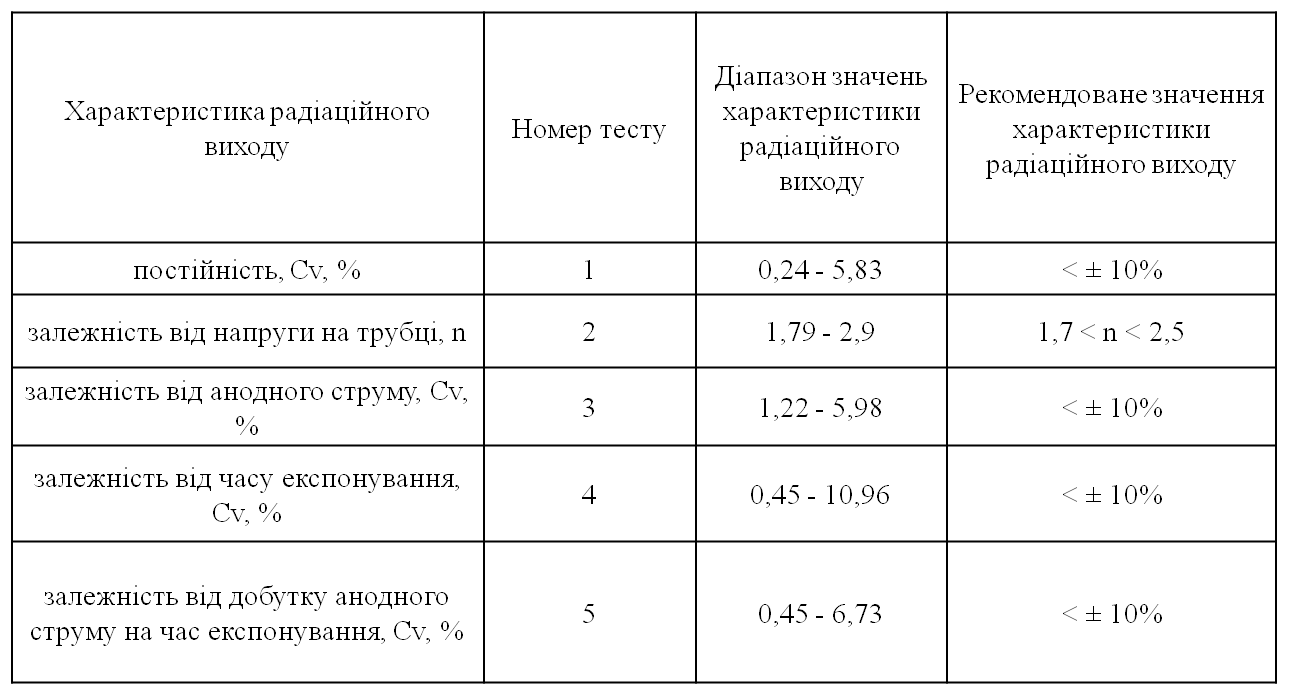 Характеристика радіаційного
виходу
Номер тесту
Діапазон значень
характеристики
радіаційного
виходу
Рекомендоване значення
характеристики
радіаційного виходу
постійність, Cv, %
1
0,24 - 5,83
< ± 10%
залежність від напруги на трубці, n
2
1,79 - 2,9
1,7 < n < 2,5
залежність від анодного струму, Cv,
%
3
1,22 - 5,98
< ± 10%
залежність від часу експонування,
Cv, %
4
0,45 - 10,96
< ± 10%
залежність від добутку анодного
струму на час експонування, Cv, %
5
0,45 - 6,73
< ± 10%